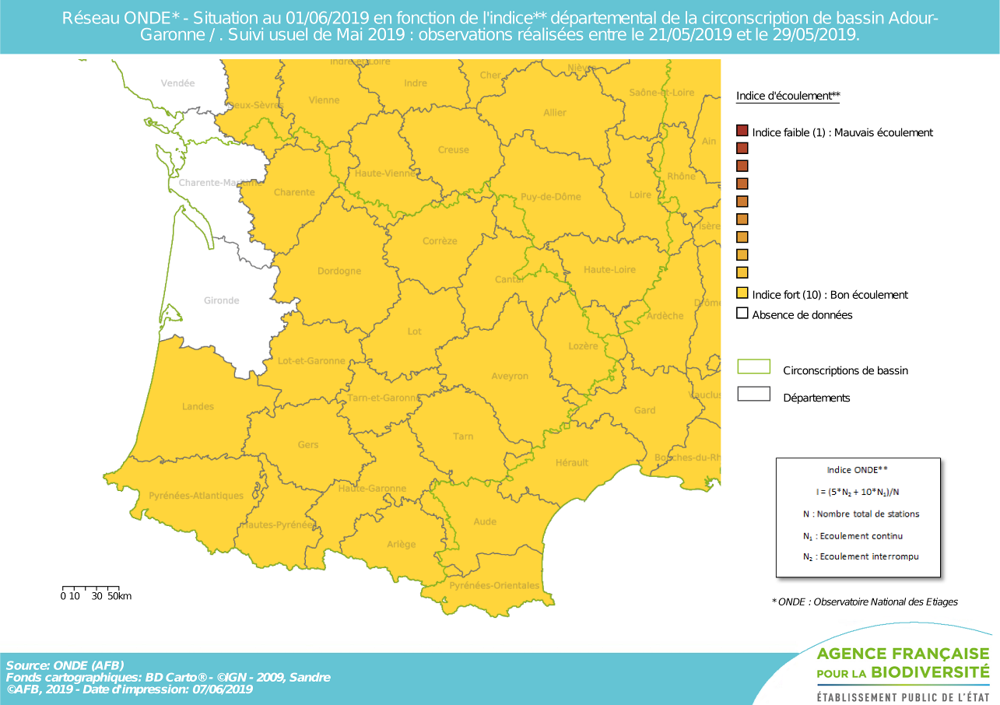 Réseau ONDE* - Situation au 01/06/2019 en fonction de l'indice** départemental de la circonscription de bassin Adour-
Garonne / . Suivi usuel de Mai 2019 : observations réalisées entre le 21/05/2019 et le 29/05/2019.
Indre-et-Loire
Nièvre
Cher
Vendée
Indre
Saône-et-Loire
Vienne
Deux-Sèvres
Allier
Ain
Creuse
Haute-Vienne
Rhône
Charente-Maritime
Charente
Puy-de-Dôme
Loire
Isère
Corrèze
Dordogne
Haute-Loire
Cantal
Gironde
Drôme
Ardèche
Lot
Lozère
Lot-et-Garonne
Aveyron
Vauclus
Tarn-et-Garonne
Landes
Gard
Tarn
Gers
Bouches-du-Rh
Hérault
Haute-Garonne
Pyrénées-Atlantiques
Hautes-Pyrénées
Aude
Ariège
Pyrénées-Orientales
0 10 30 50km
Indice d'écoulement**
Indice faible (1) : Mauvais écoulement
Indice fort (10) : Bon écoulement
Absence de données
Circonscriptions de bassin
Départements
Indice ONDE**
I = (5*N₂ + 10*N₁)/N
N : Nombre total de stations
N₁ : Ecoulement continu
N₂ : Ecoulement interrompu
* ONDE : Observatoire National des Etiages
Source: ONDE (AFB)
Fonds cartographiques: BD Carto® - ©IGN - 2009, Sandre
©AFB, 2019 - Date d'impression: 07/06/2019
AGENCE FRANÇAISE
POUR LA BIODIVERSITÉ
ÉTABLISSEMENT PUBLIC DE L'ÉTAT